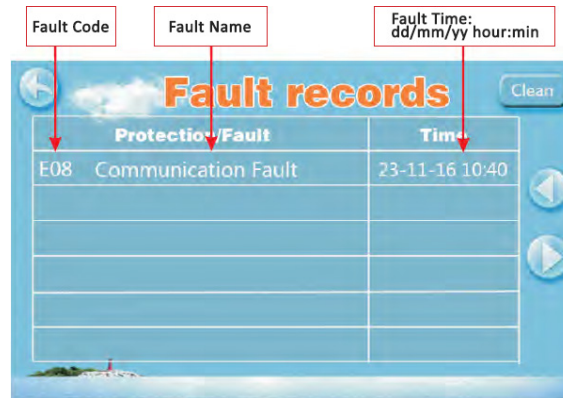 Fault Code
Fault Name
Fault Time:
dd/mm/yy hour:min
Fault records
Clean
Protection/Fault
Time
E08 Communication Fault
23-11-16 10:40